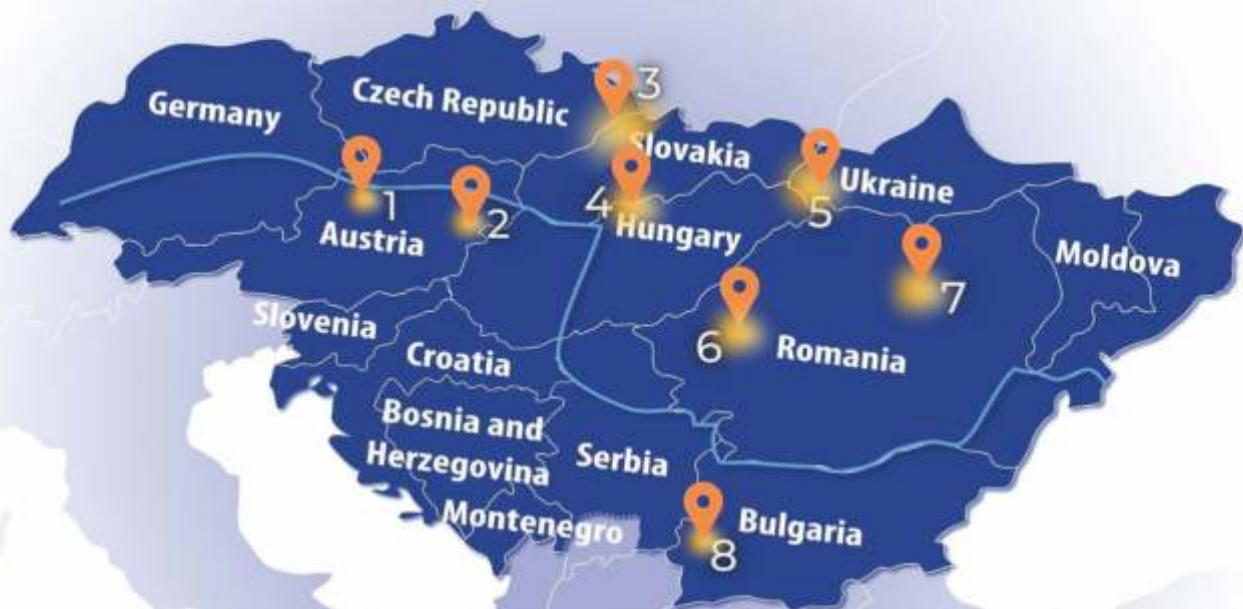 Germany
Czech Republic
3
Slovakia
Ukraine
1
2
4
5
Austria
Hungary
Moldova
7
Slovenia
Croatia
6
Romania
Bosnia and
Herzegovina
Serbia
Montenegro
Bulgaria
8